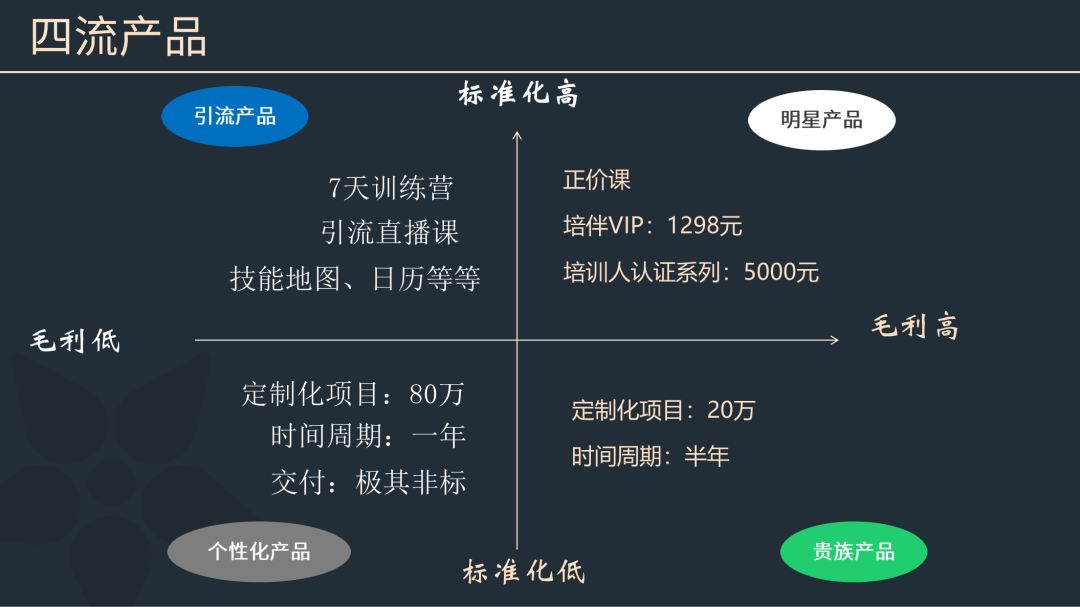 四流产品
标准化高
引流产品
明星产品
7天训练营
引流直播课
技能地图、日历等等
正价课
培伴VIP：1298元
培训人认证系列：5000元
毛利低
毛利高
定制化项目：80万
时间周期：一年
交付：极其非标
定制化项目：20万
时间周期：半年
个性化产品
贵族产品
标准化低